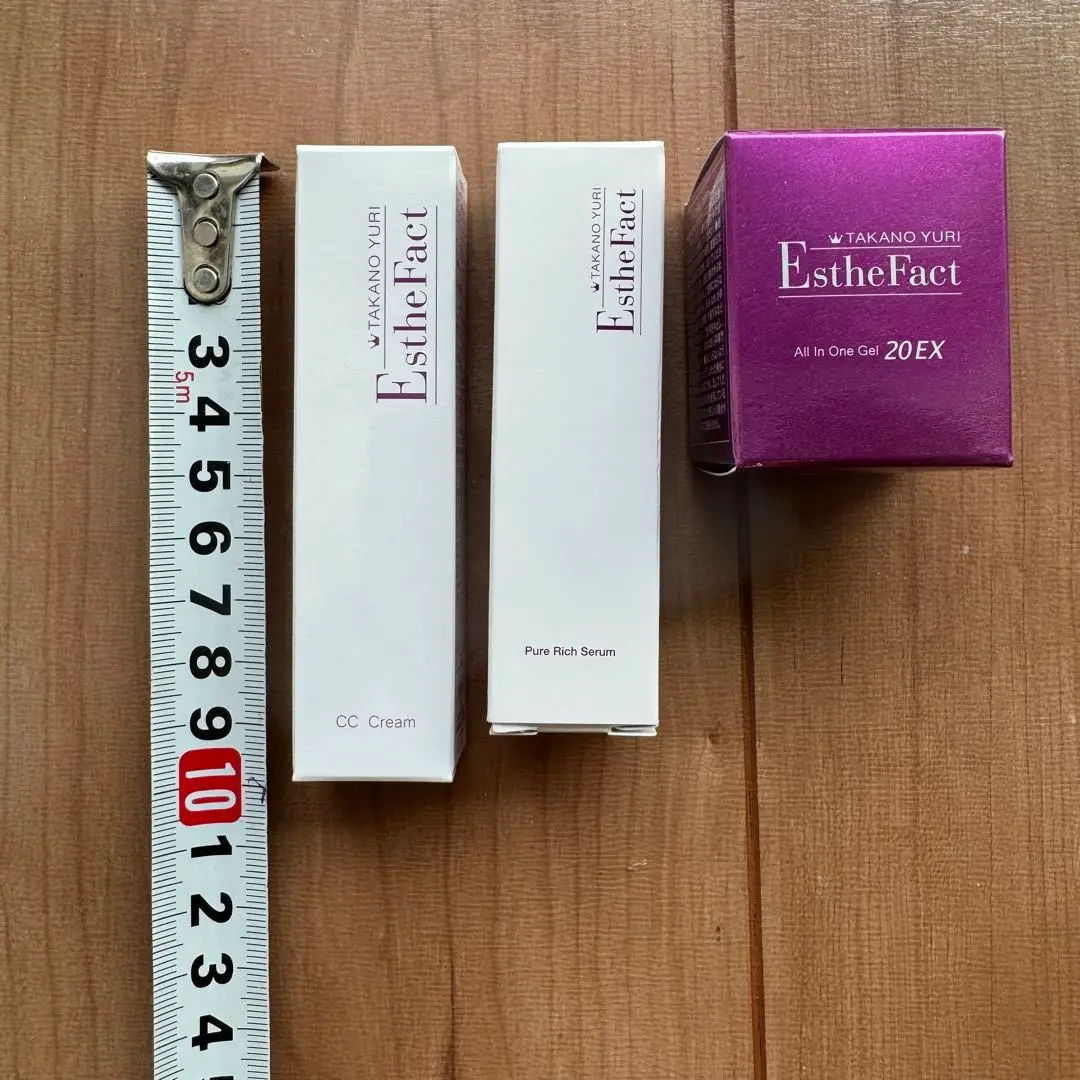 3
5m
4
5
6
7
8
9
10
1
2
3
4
TAKANO YURI
EstheFact
CC Cream
TAKANO YURI
EstheFact
Pure Rich Serum
TAKANO YURI
EstheFact
All In One Gel 20EX